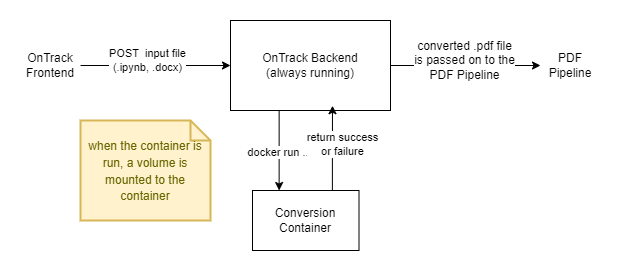 OnTrack
Frontend
POST input file
(.ipynb, .docx)
OnTrack Backend
(always running)
converted .pdf file
is passed on to the
PDF Pipeline
PDF
Pipeline
when the container is
run, a volume is
mounted to the
container
docker run ..
return success
or failure
Conversion
Container